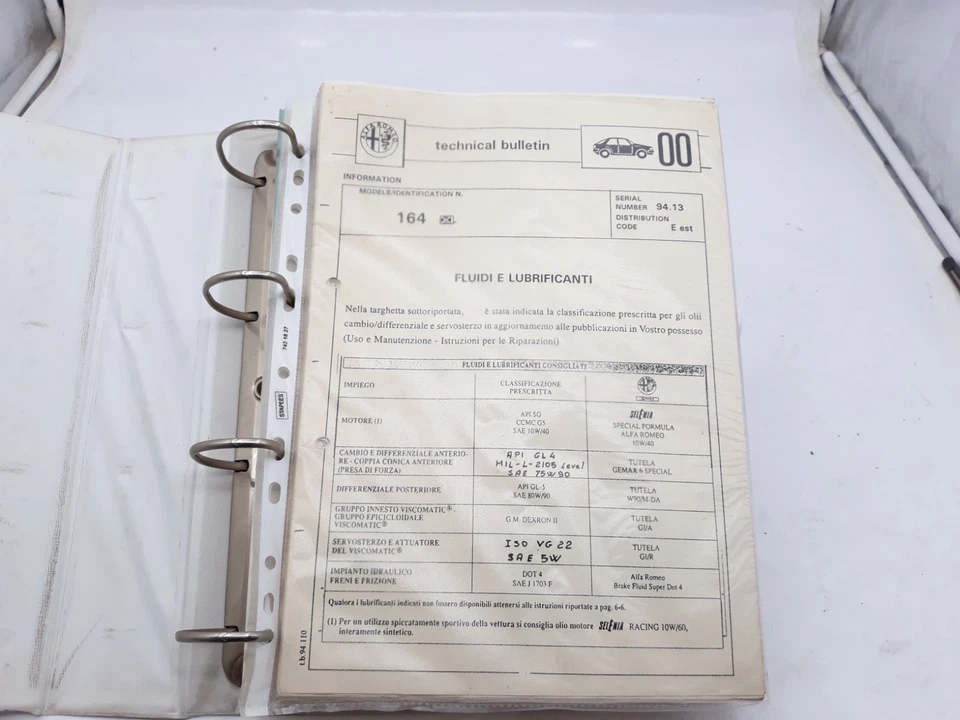 ALFA ROMEO
technical bulletin
00
INFORMATION
MODELS/IDENTIFICATION N.
164
SERIAL
NUMBER 94.13
DISTRIBUTION
CODE E est
FLUIDI E LUBRIFICANTI
Nella targhetta sottoriportata, è stata indicata la classificazione prescritta per gli olii
cambio/differenziale e servosterzo in aggiornamento alle pubblicazioni in Vostro possesso
(Uso e Manutenzione - Istruzioni per le Riparazioni)
FLUIDI E LUBRIFICANTI CONSIGLIATI
IMPIEGO
CLASSIFICAZIONE
PRESCRITTA
MOTORE (1)
API SG
CCMC G5
SAE 10W/40
SELENIA
SPECIAL FORMULA
ALFA ROMEO
10W/40
CAMBIO E DIFFERENZIALE ANTERIO-
RE - COPPIA CONICA ANTERIORE
(PRESA DI FORZA)
API GL4
MIL-L-2105 Level
SAE 75W90
TUTELA
GEMAX 6 SPECIAL
DIFFERENZIALE POSTERIORE
API GL-5
SAE 80W/90
TUTELA
W90/M-DA
GRUPPO INNESTO VISCOMATIC® -
GRUPPO EPICICLOIDALE
VISCOMATIC®
G.M. DEXRON II
TUTELA
GI/A
SERVOSTERZO E ATTUATORE
DEL VISCOMATIC®
ISO VG 22
SAE 5W
TUTELA
GI/R
IMPIANTO IDRAULICO
FRENI E FRIZIONE
DOT 4
SAE J 1703 F
Alfa Romeo
Brake Fluid Super Dot 4
Qualora i lubrificanti indicati non fossero disponibili attenersi alle istruzioni riportate a pag. 6-6.
(1) Per un utilizzo spiccatamente sportivo della vettura si consiglia olio motore SELENIA RACING 10W/60,
interamente sintetico.
t.b.94.110
STAPLES
742 18 27